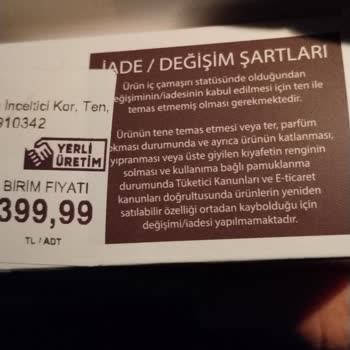 İADE / DEĞİŞİM ŞARTLARI
Ürün iç çamaşırı statüsünde olduğundan
değişiminin/iadesinin kabul edilmesi için ten ile
temas etmemiş olması gerekmektedir.
Ürünün tene temas etmesi veya ter, parfüm
kması durumunda ve ayrıca ürünün katlanması,
yıpranması veya üste giyilen kıyafetin renginin
solması ve kullanıma bağlı pamuklanma
durumunda Tüketici Kanunları ve E-ticaret
kanunları doğrultusunda ürünlerin yeniden
satılabilir özelliği ortadan kaybolduğu için
değişimi/iadesi yapılmamaktadır.
İnceltici Kor, Ten,
910342
YERLİ
ÜRETİM
BİRİM FİYATI
399,99
TL / ADT